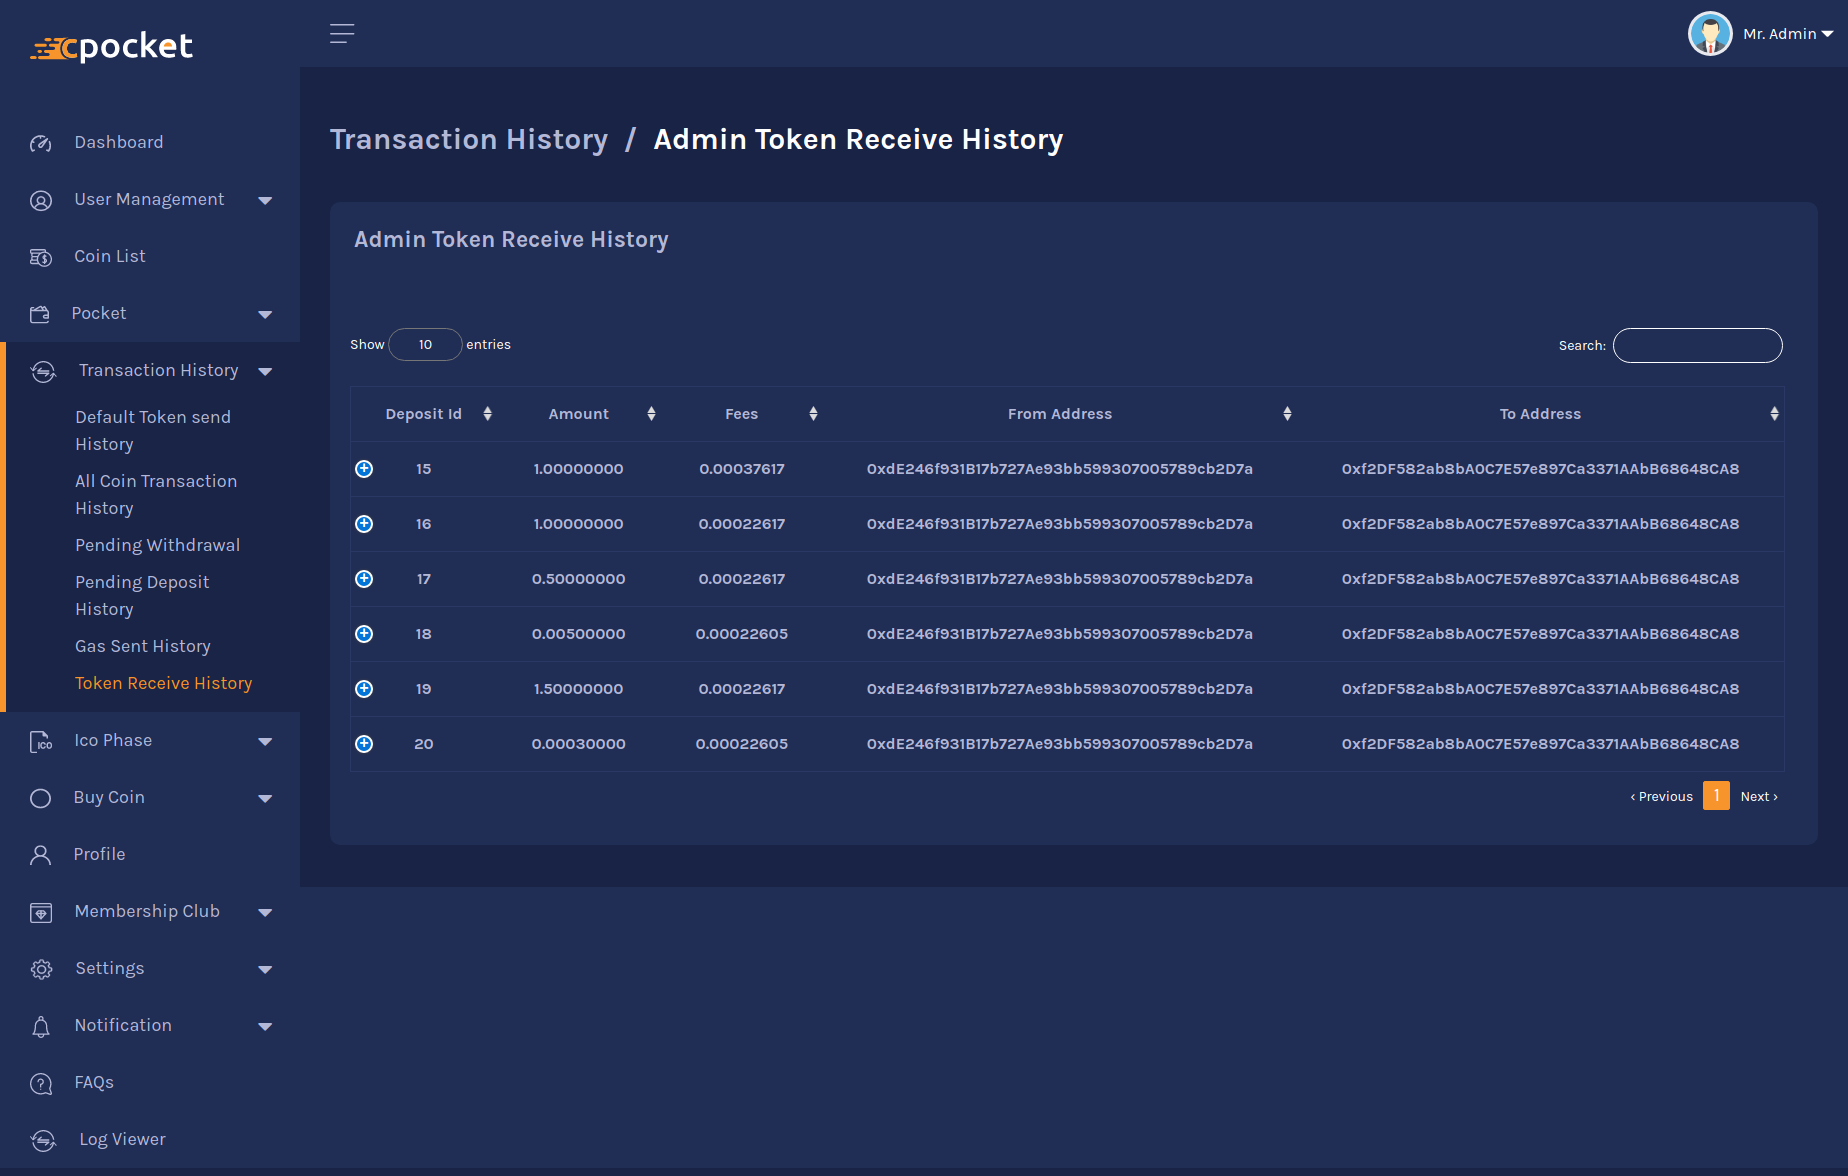 cpocket
Mr. Admin
Dashboard
User Management
Coin List
Pocket
Transaction History
Default Token send
History
All Coin Transaction
History
Pending Withdrawal
Pending Deposit
History
Gas Sent History
Token Receive History
ICO
Ico Phase
Buy Coin
Profile
Membership Club
Settings
Notification
FAQs
Log Viewer
Transaction History / Admin Token Receive History
Admin Token Receive History
Show 10 entries
Search:
Deposit Id Amount Fees From Address To Address
15 1.00000000 0.00037617 0xdE246f931B17b727Ae93bb599307005789cb2D7a 0xf2DF582ab8bA0C7E57e897Ca3371AAbB68648CA8
16 1.00000000 0.00022617 0xdE246f931B17b727Ae93bb599307005789cb2D7a 0xf2DF582ab8bA0C7E57e897Ca3371AAbB68648CA8
17 0.50000000 0.00022617 0xdE246f931B17b727Ae93bb599307005789cb2D7a 0xf2DF582ab8bA0C7E57e897Ca3371AAbB68648CA8
18 0.00500000 0.00022605 0xdE246f931B17b727Ae93bb599307005789cb2D7a 0xf2DF582ab8bA0C7E57e897Ca3371AAbB68648CA8
19 1.50000000 0.00022617 0xdE246f931B17b727Ae93bb599307005789cb2D7a 0xf2DF582ab8bA0C7E57e897Ca3371AAbB68648CA8
20 0.00030000 0.00022605 0xdE246f931B17b727Ae93bb599307005789cb2D7a 0xf2DF582ab8bA0C7E57e897Ca3371AAbB68648CA8
‹ Previous 1 Next ›